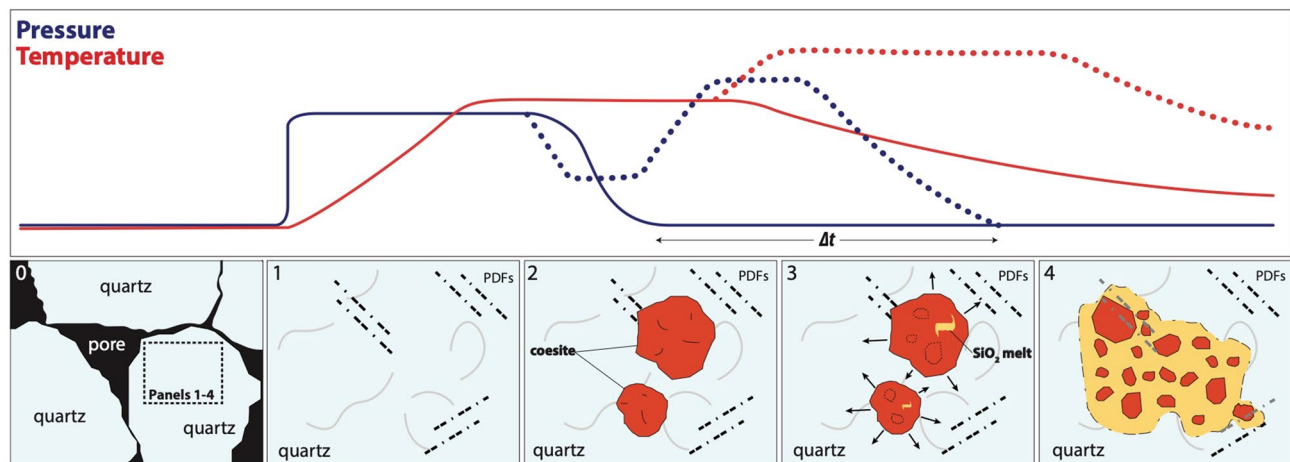 Pressure
Temperature
Δt
0
quartz
pore
Panels 1-4
quartz
quartz
1
PDFs
2
PDFs
coesite
quartz
3
PDFs
SiO₂ melt
quartz
4
PDFs
quartz